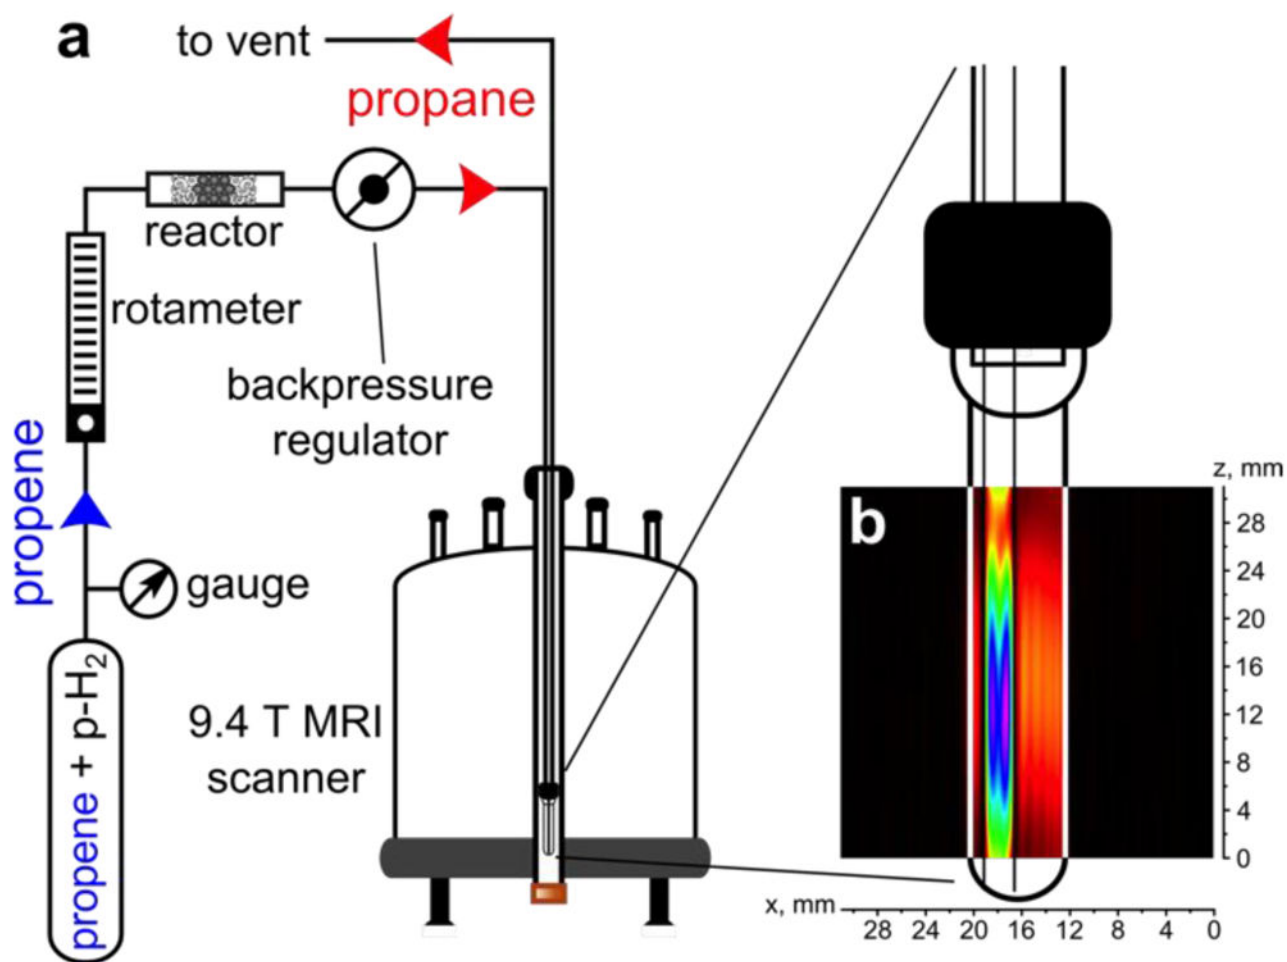 a
to vent
propane
reactor
rotameter
backpressure
regulator
propene
gauge
propene + p-H₂
9.4 T MRI
scanner
b
z, mm
28
24
20
16
12
8
4
0
x, mm
28 24 20 16 12 8 4 0